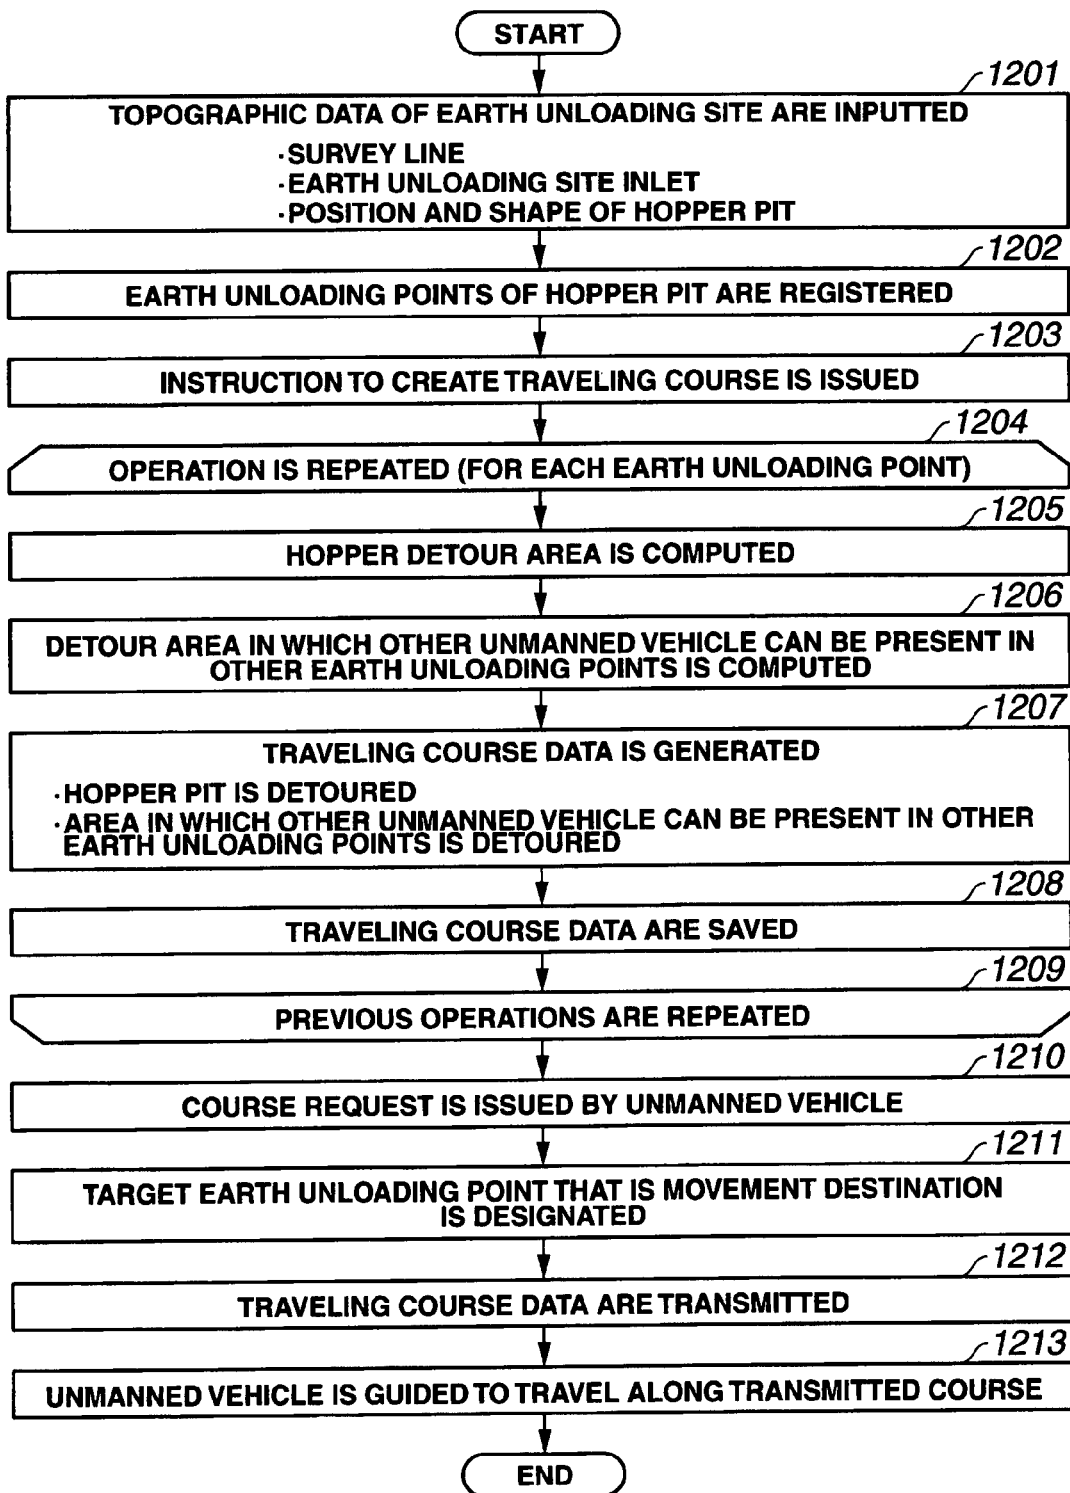 START
1201
TOPOGRAPHIC DATA OF EARTH UNLOADING SITE ARE INPUTTED
·SURVEY LINE
·EARTH UNLOADING SITE INLET
·POSITION AND SHAPE OF HOPPER PIT
1202
EARTH UNLOADING POINTS OF HOPPER PIT ARE REGISTERED
1203
INSTRUCTION TO CREATE TRAVELING COURSE IS ISSUED
1204
OPERATION IS REPEATED (FOR EACH EARTH UNLOADING POINT)
1205
HOPPER DETOUR AREA IS COMPUTED
1206
DETOUR AREA IN WHICH OTHER UNMANNED VEHICLE CAN BE PRESENT IN
OTHER EARTH UNLOADING POINTS IS COMPUTED
1207
TRAVELING COURSE DATA IS GENERATED
·HOPPER PIT IS DETOURED
·AREA IN WHICH OTHER UNMANNED VEHICLE CAN BE PRESENT IN OTHER
EARTH UNLOADING POINTS IS DETOURED
1208
TRAVELING COURSE DATA ARE SAVED
1209
PREVIOUS OPERATIONS ARE REPEATED
1210
COURSE REQUEST IS ISSUED BY UNMANNED VEHICLE
1211
TARGET EARTH UNLOADING POINT THAT IS MOVEMENT DESTINATION
IS DESIGNATED
1212
TRAVELING COURSE DATA ARE TRANSMITTED
1213
UNMANNED VEHICLE IS GUIDED TO TRAVEL ALONG TRANSMITTED COURSE
END